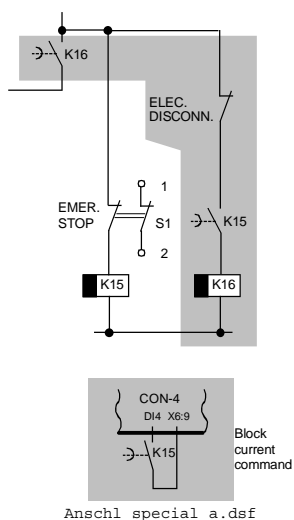 K16
ELEC.
DISCONN.
1
EMER.
STOP
S1
K15
2
K15
K16
CON-4
DI4 X6:9
K15
Block
current
command
Anschl special a.dsf